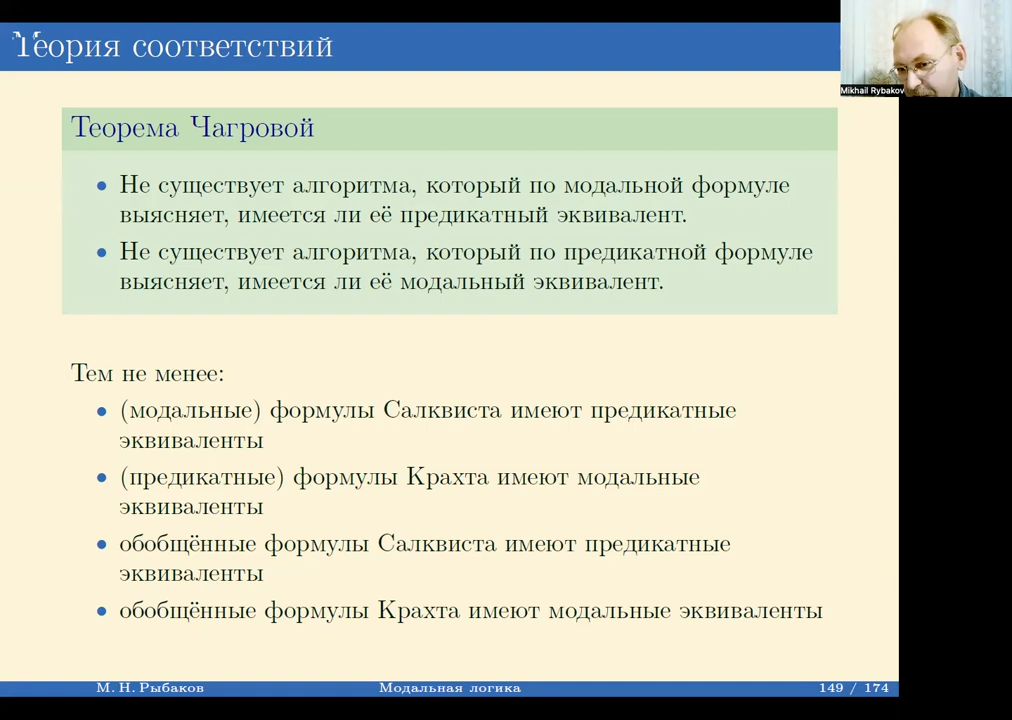 Теория соответствий
Mikhail Rybakov
Теорема Чагровой
• Не существует алгоритма, который по модальной формуле
выясняет, имеется ли её предикатный эквивалент.
• Не существует алгоритма, который по предикатной формуле
выясняет, имеется ли её модальный эквивалент.
Тем не менее:
• (модальные) формулы Салквиста имеют предикатные
эквиваленты
• (предикатные) формулы Крахта имеют модальные
эквиваленты
• обобщённые формулы Салквиста имеют предикатные
эквиваленты
• обобщённые формулы Крахта имеют модальные эквиваленты
М. Н. Рыбаков Модальная логика 149 / 174